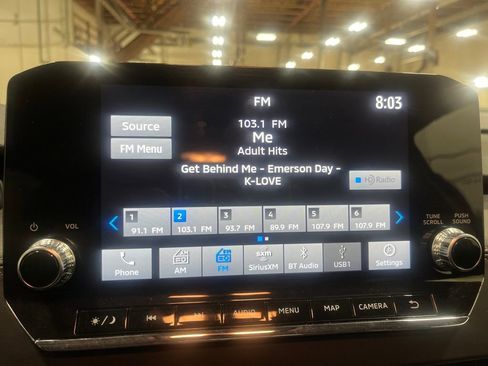 FM
8:03
Source
103.1 FM
Me
FM Menu
Adult Hits
Get Behind Me - Emerson Day -
K-LOVE
HD Radio
1 2 3 4 5 6
91.1 FM 103.1 FM 93.7 FM 89.9 FM 107.9 FM 107.9 FM
VOL
TUNE SCROLL
PUSH SOUND
Phone AM FM sxm SiriusXM BT Audio USB1 Settings
AUDIO MENU MAP CAMERA